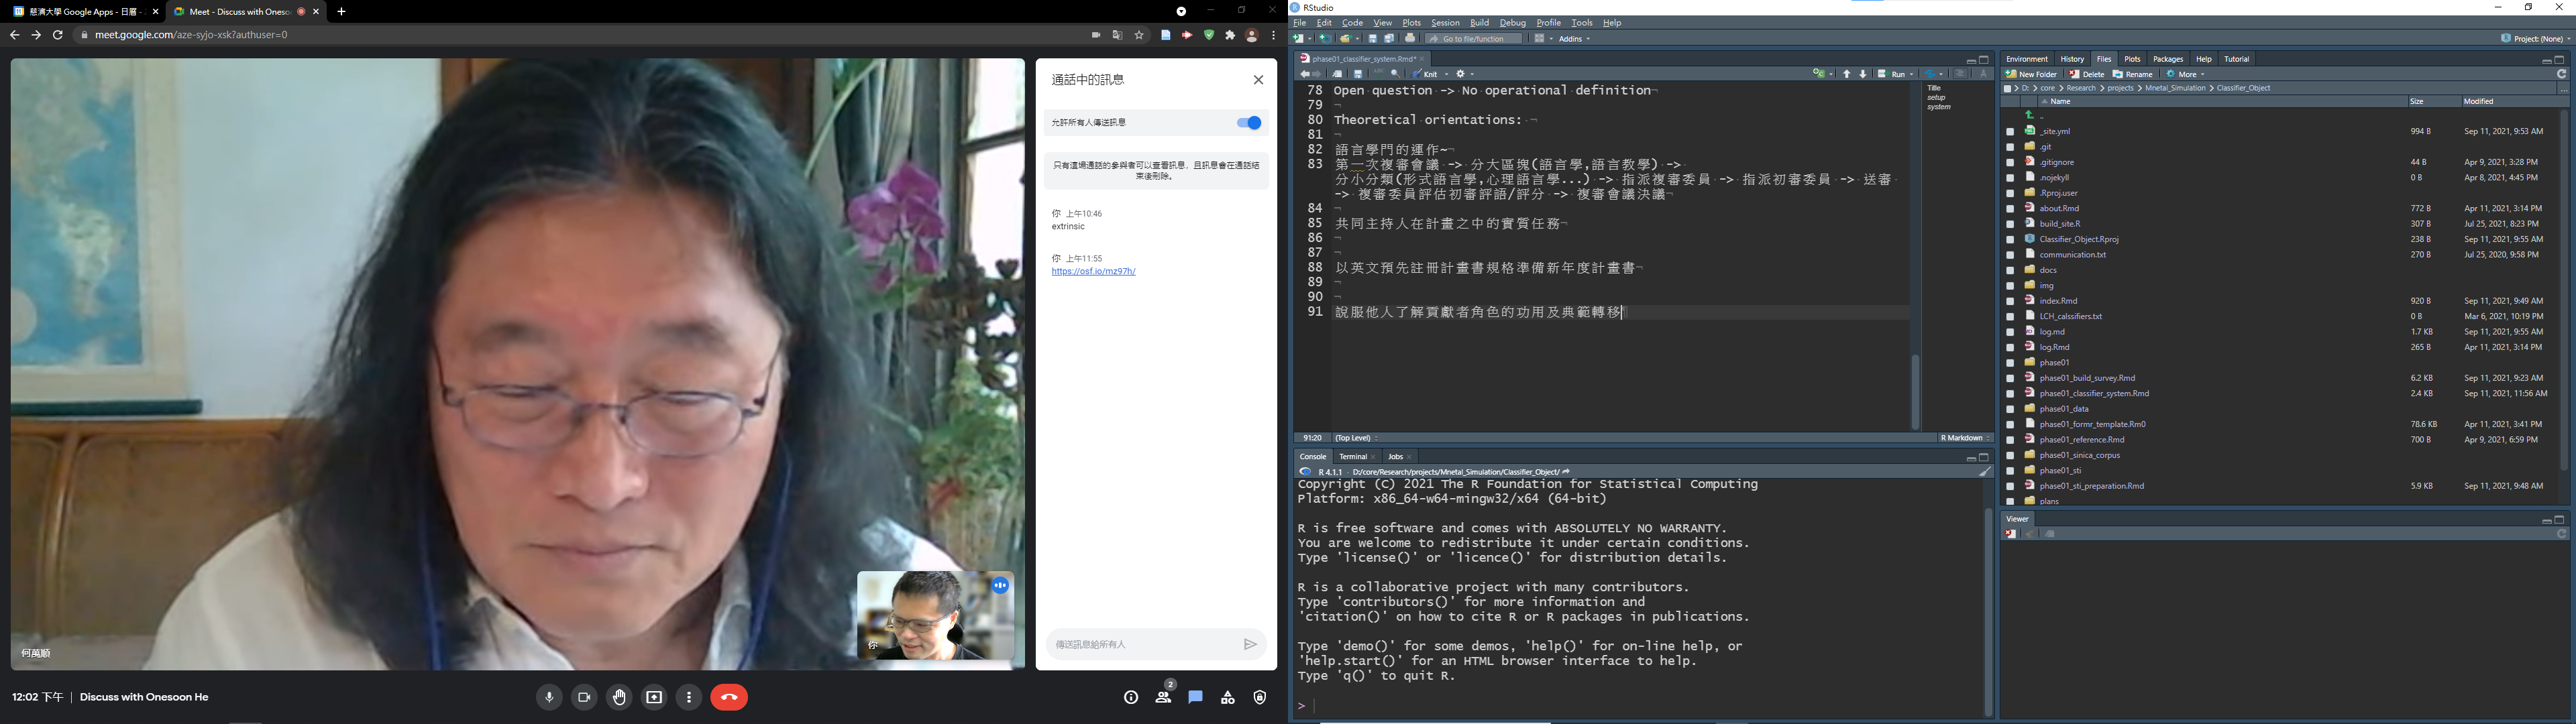 慈濟大學 Google Apps - 日曆 -
Meet - Discuss with Onesoon
meet.google.com/aze-syjo-xsk?authuser=0
何萬順
你
通話中的訊息
允許所有人傳送訊息
只有這場通話的參與者可以查看訊息，且訊息會在通話結
束後刪除。
你 上午10:46
extrinsic
你 上午11:55
https://osf.io/mz97h/
傳送訊息給所有人
12:02 下午 | Discuss with Onesoon He
2
RStudio
File Edit Code View Plots Session Build Debug Profile Tools Help
Go to file/function
Addins
Project: (None)
phase01_classifier_system.Rmd*
Knit
Run
78 Open question -> No operational definition
79
80 Theoretical orientations:
81
82 語言學門的運作~
83 第一次複審會議 -> 分大區塊(語言學,語言教學) ->
分小分類(形式語言學,心理語言學...) -> 指派複審委員 -> 指派初審委員 -> 送審
-> 複審委員評估初審評語/評分 -> 複審會議決議
84
85 共同主持人在計畫之中的實質任務
86
87
88 以英文預先註冊計畫書規格準備新年度計畫書
89
90
91 說服他人了解貢獻者角色的功用及典範轉移
Title
setup
system
91:20 (Top Level)
R Markdown
Console Terminal Jobs
R 4.1.1 · D:/core/Research/projects/Mnetal_Simulation/Classifier_Object/
Copyright (C) 2021 The R Foundation for Statistical Computing
Platform: x86_64-w64-mingw32/x64 (64-bit)
R is free software and comes with ABSOLUTELY NO WARRANTY.
You are welcome to redistribute it under certain conditions.
Type 'license()' or 'licence()' for distribution details.
R is a collaborative project with many contributors.
Type 'contributors()' for more information and
'citation()' on how to cite R or R packages in publications.
Type 'demo()' for some demos, 'help()' for on-line help, or
'help.start()' for an HTML browser interface to help.
Type 'q()' to quit R.
>
Environment History Files Plots Packages Help Tutorial
New Folder Delete Rename More
D: > core > Research > projects > Mnetal_Simulation > Classifier_Object
Name Size Modified
..
_site.yml 994 B Sep 11, 2021, 9:53 AM
.git
.gitignore 44 B Apr 9, 2021, 3:28 PM
.nojekyll 0 B Apr 8, 2021, 4:45 PM
.Rproj.user
about.Rmd 772 B Apr 11, 2021, 3:14 PM
build_site.R 307 B Jul 25, 2021, 8:23 PM
Classifier_Object.Rproj 238 B Sep 11, 2021, 9:55 AM
communication.txt 270 B Jul 25, 2020, 9:58 PM
docs
img
index.Rmd 920 B Sep 11, 2021, 9:49 AM
LCH_calssifiers.txt 0 B Mar 6, 2021, 10:19 PM
log.md 1.7 KB Sep 11, 2021, 9:55 AM
log.Rmd 265 B Apr 11, 2021, 3:14 PM
phase01
phase01_build_survey.Rmd 6.2 KB Sep 11, 2021, 9:23 AM
phase01_classifier_system.Rmd 2.4 KB Sep 11, 2021, 11:56 AM
phase01_data
phase01_formr_template.Rm0 78.6 KB Apr 11, 2021, 3:41 PM
phase01_reference.Rmd 700 B Apr 9, 2021, 6:59 PM
phase01_sinica_corpus
phase01_sti
phase01_sti_preparation.Rmd 5.9 KB Sep 11, 2021, 9:48 AM
plans
Viewer